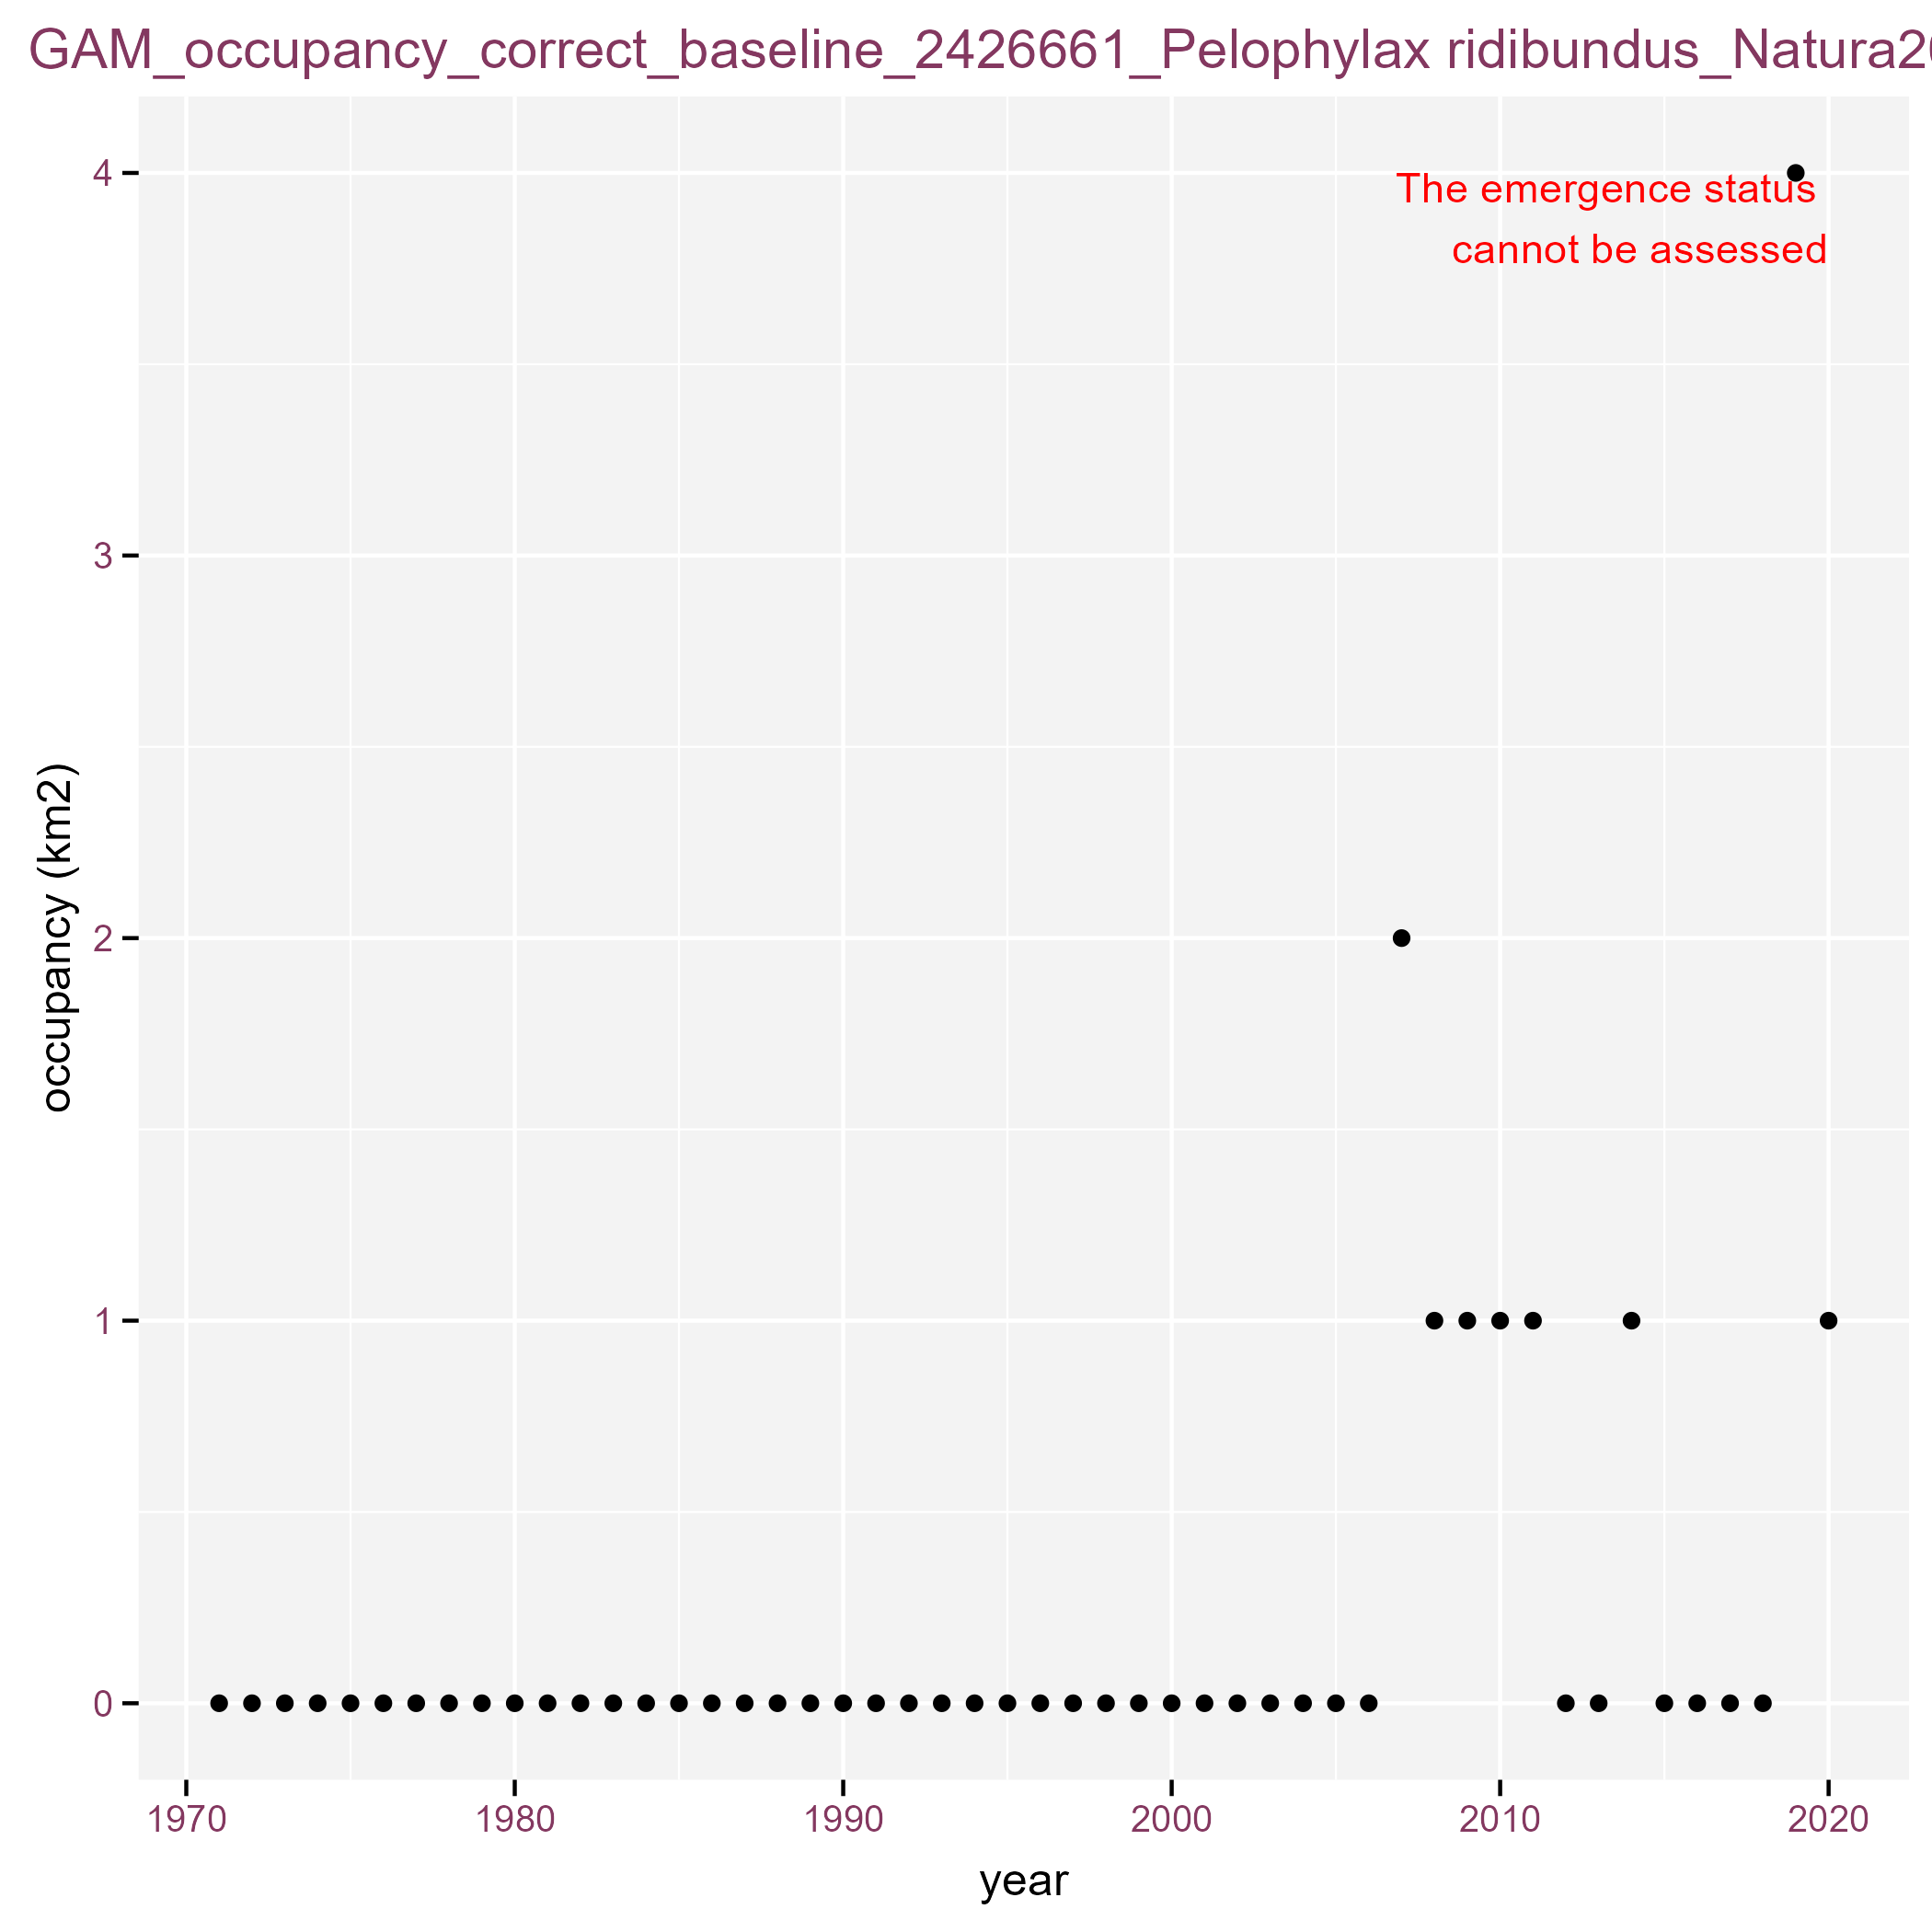 GAM_occupancy_correct_baseline_2426661_Pelophylax ridibundus_Natura20
The emergence status
cannot be assessed
4
3
2
1
0
occupancy (km2)
1970 1980 1990 2000 2010 2020
year